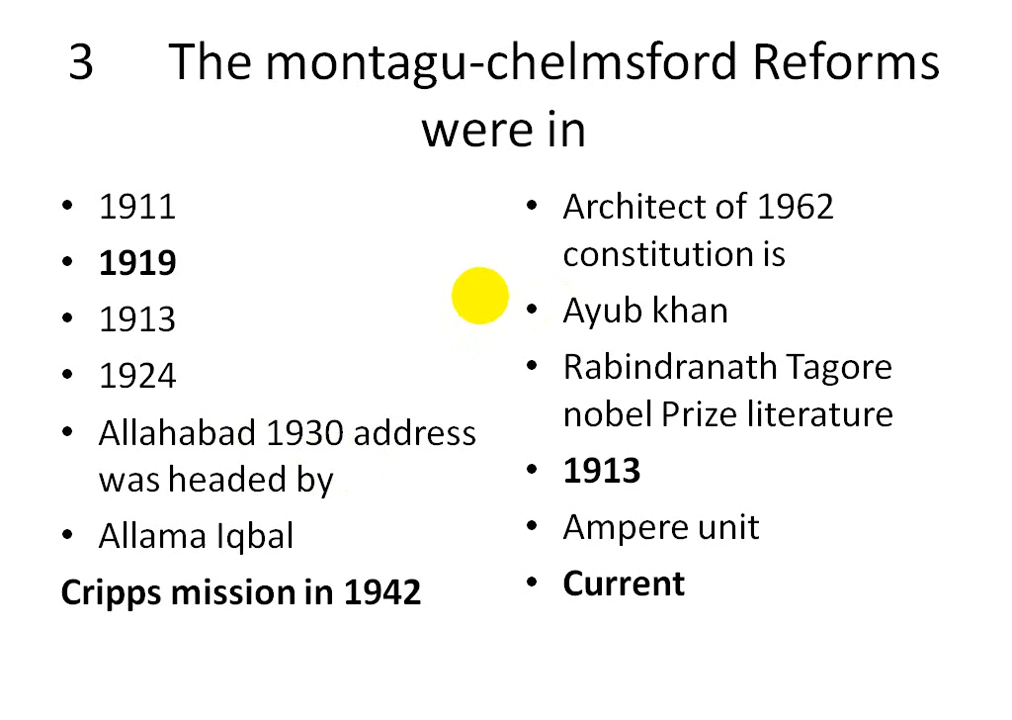 3 The montagu-chelmsford Reforms
were in
• 1911
• 1919
• 1913
• 1924
• Allahabad 1930 address
was headed by
• Allama Iqbal
Cripps mission in 1942
• Architect of 1962
constitution is
• Ayub khan
• Rabindranath Tagore
nobel Prize literature
• 1913
• Ampere unit
• Current